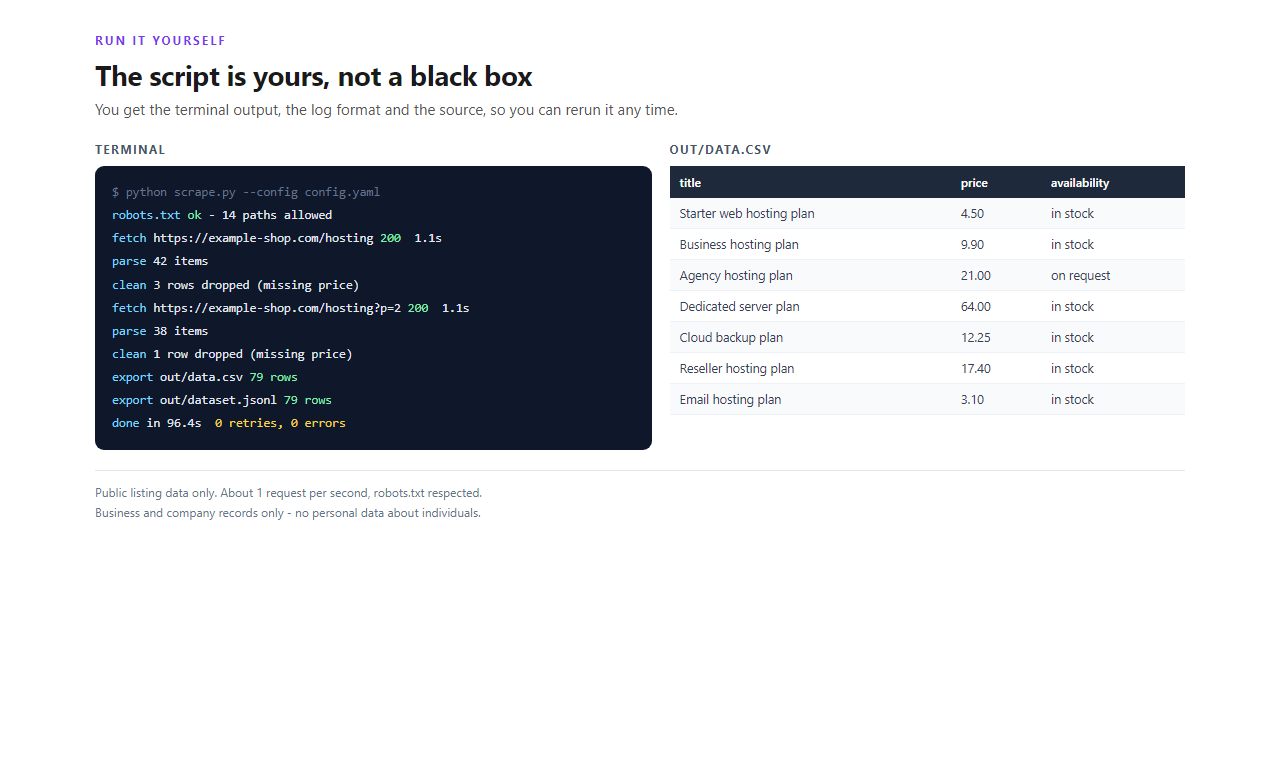 RUN IT YOURSELF
The script is yours, not a black box
You get the terminal output, the log format and the source, so you can rerun it any time.
TERMINAL
$ python scrape.py --config config.yaml
robots.txt ok - 14 paths allowed
fetch https://example-shop.com/hosting 200  1.1s
parse 42 items
clean 3 rows dropped (missing price)
fetch https://example-shop.com/hosting?p=2 200  1.1s
parse 38 items
clean 1 row dropped (missing price)
export out/data.csv 79 rows
export out/dataset.jsonl 79 rows
done in 96.4s  0 retries, 0 errors
OUT/DATA.CSV
title price availability
Starter web hosting plan 4.50 in stock
Business hosting plan 9.90 in stock
Agency hosting plan 21.00 on request
Dedicated server plan 64.00 in stock
Cloud backup plan 12.25 in stock
Reseller hosting plan 17.40 in stock
Email hosting plan 3.10 in stock
Public listing data only. About 1 request per second, robots.txt respected.
Business and company records only - no personal data about individuals.